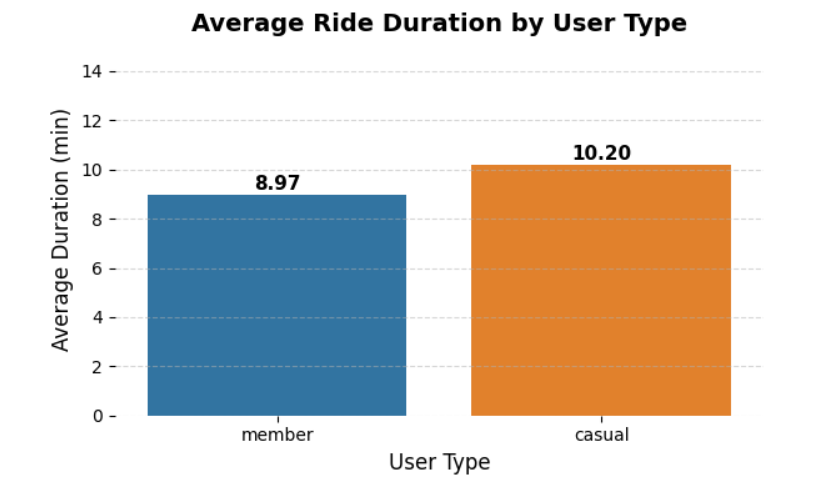 Average Ride Duration by User Type
Average Duration (min)
14
12
10
8
6
4
2
0
8.97
10.20
member
casual
User Type